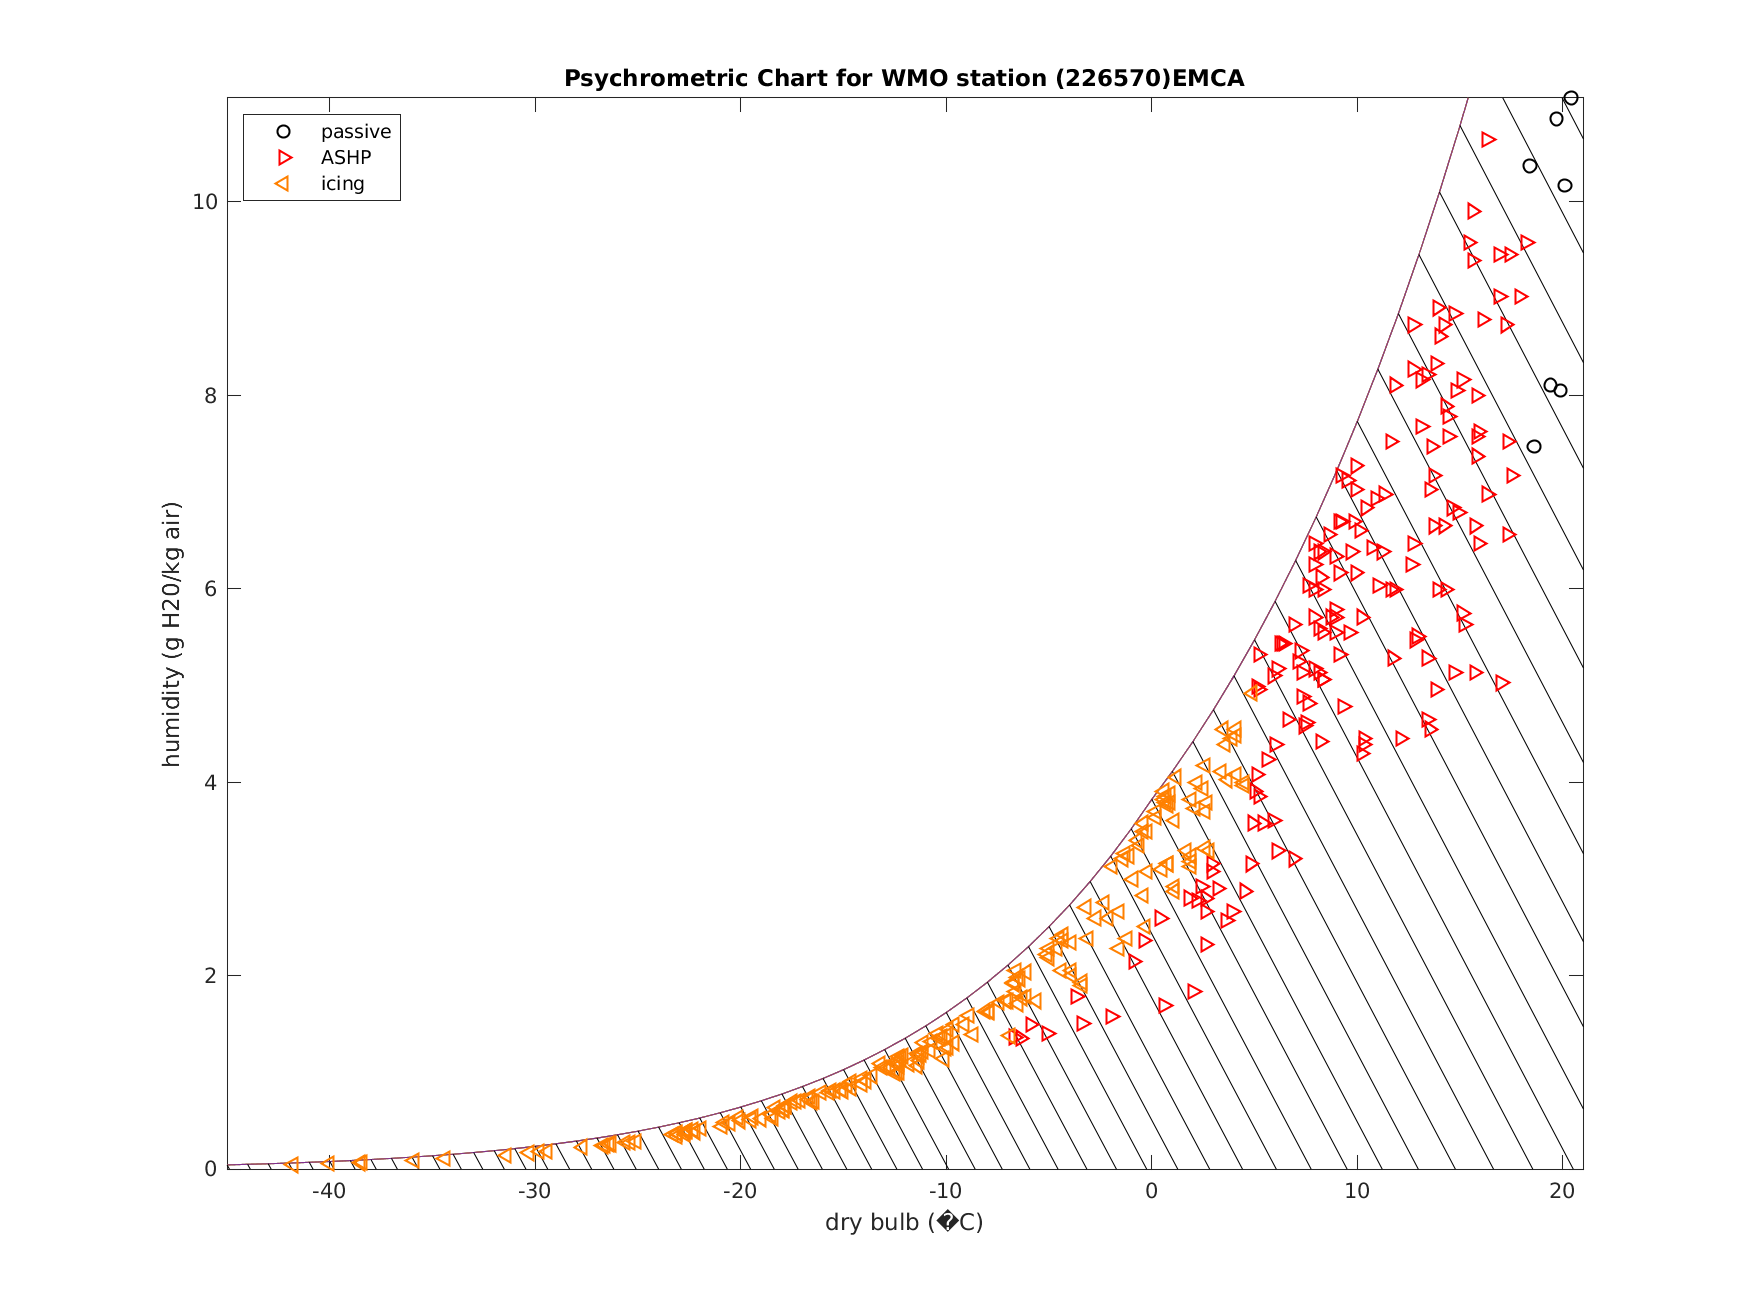 Psychrometric Chart for WMO station (226570)EMCA
passive
ASHP
icing
10
8
6
4
2
0
humidity (g H20/kg air)
-40 -30 -20 -10 0 10 20
dry bulb (�C)